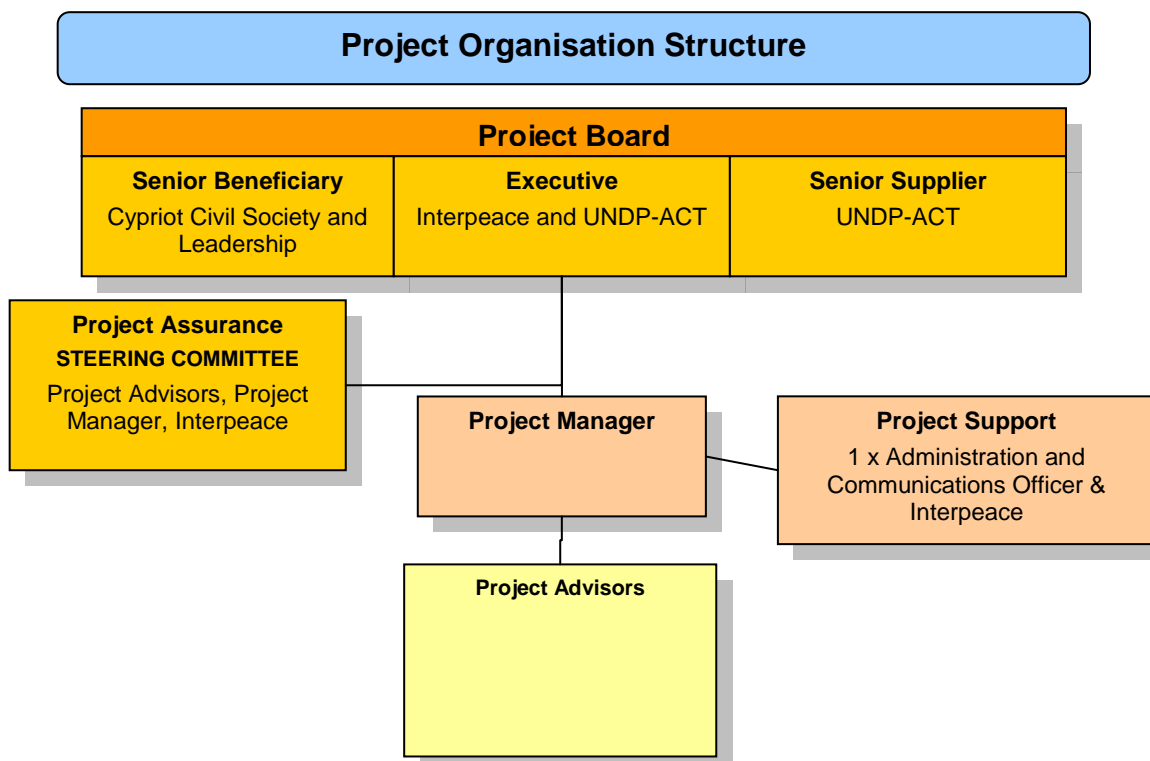 Project Organisation Structure
Project Board
Senior Beneficiary
Cypriot Civil Society and
Leadership
Executive
Interpeace and UNDP-ACT
Senior Supplier
UNDP-ACT
Project Assurance
STEERING COMMITTEE
Project Advisors, Project
Manager, Interpeace
Project Manager
Project Support
1 x Administration and
Communications Officer &
Interpeace
Project Advisors